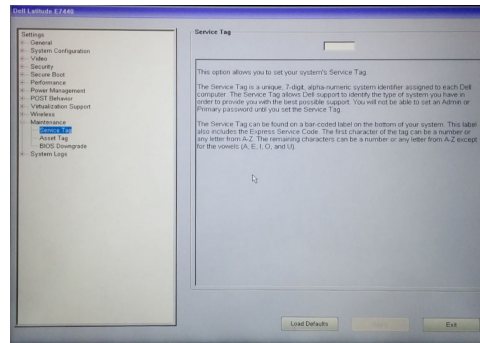 Dell Latitude E7440
Settings
General
System Configuration
Video
Security
Secure Boot
Performance
Power Management
POST Behavior
Virtualization Support
Wireless
Maintenance
Service Tag
Asset Tag
BIOS Downgrade
System Logs
Service Tag
This option allows you to set your system's Service Tag.
The Service Tag is a unique, 7-digit, alpha-numeric system identifier assigned to each Dell
computer. The Service Tag allows Dell support to identify the type of system you have in
order to provide you with the best possible support. You will not be able to set an Admin or
Primary password until you set the Service Tag.
The Service Tag can be found on a bar-coded label on the bottom of your system. This label
also includes the Express Service Code. The first character of the tag can be a number or
any letter from A-Z. The remaining characters can be a number or any letter from A-Z except
for the vowels (A, E, I, O, and U).
Load Defaults
Exit